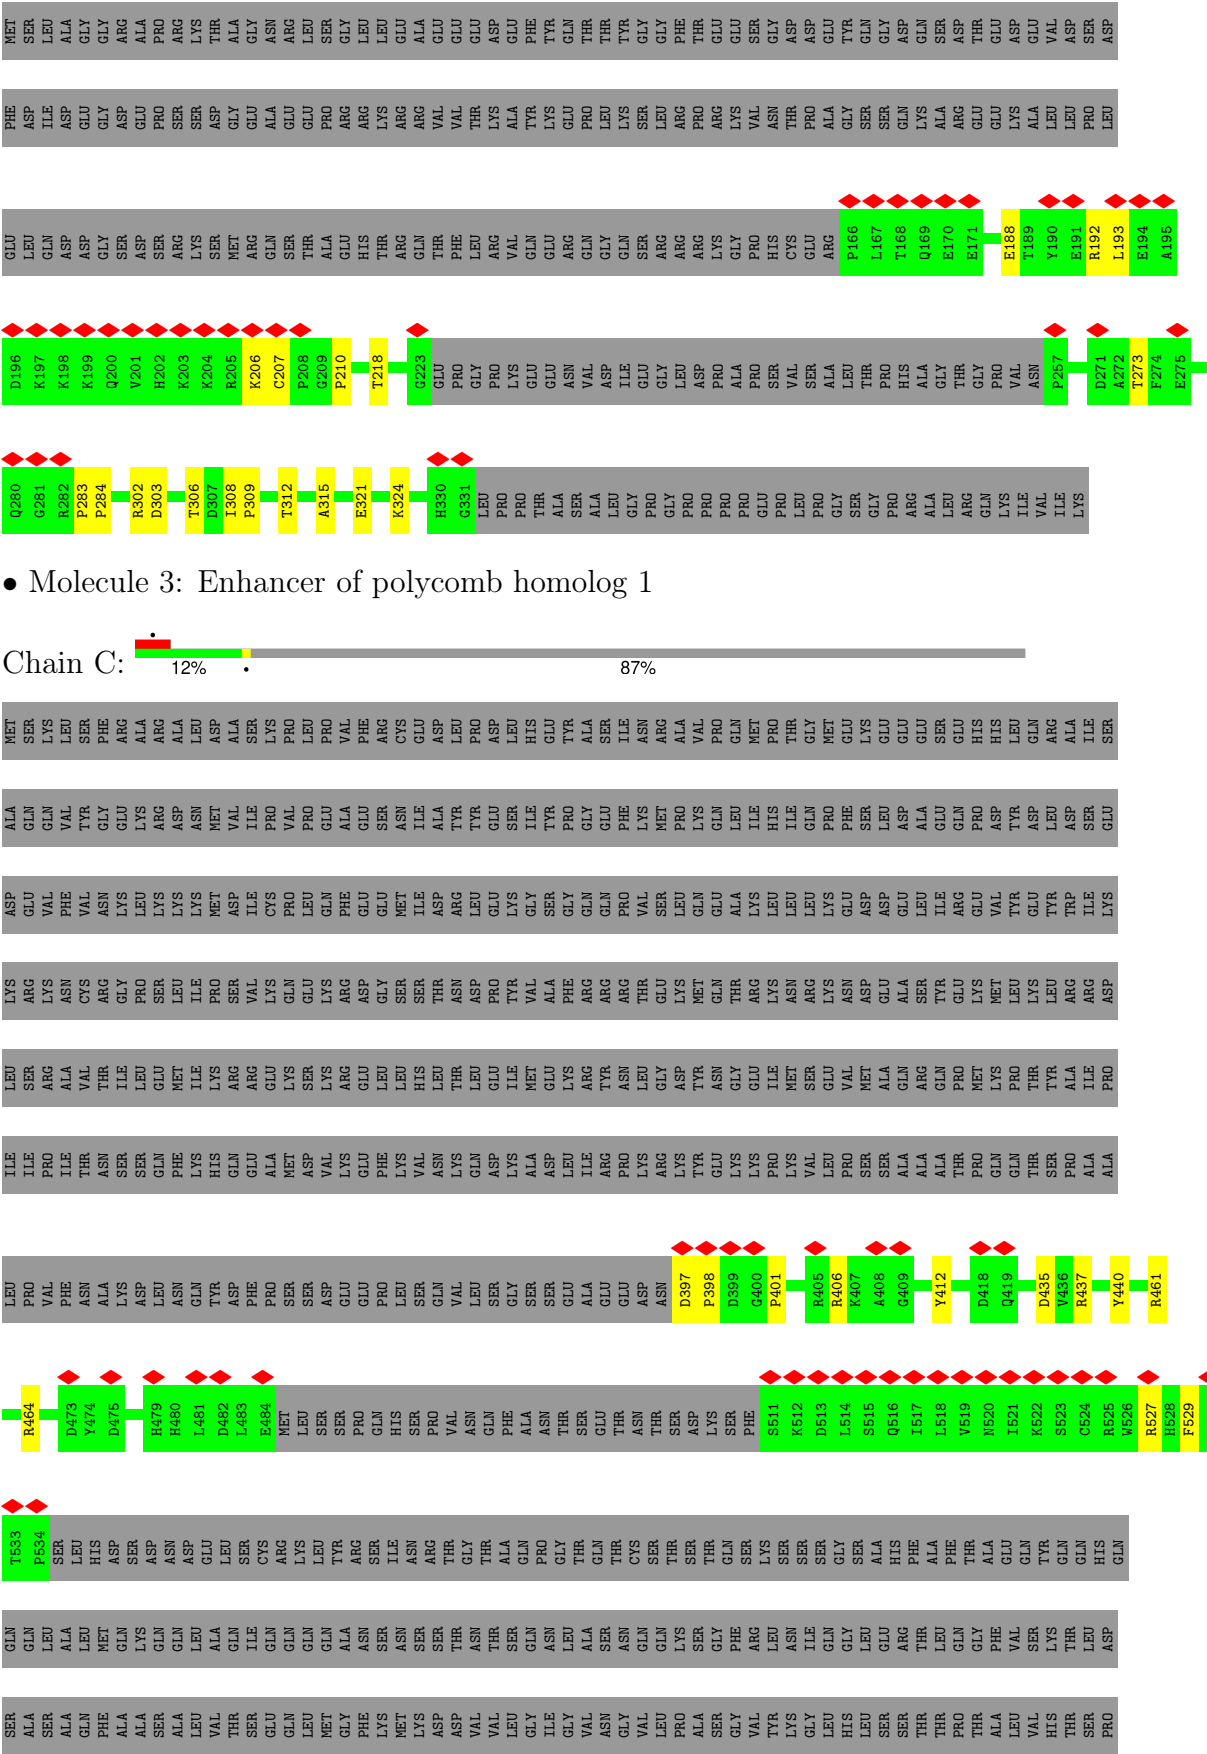 MET SER LEU ALA GLY GLY ARG ALA PRO ARG LYS THR ALA GLY ASN ARG LEU SER GLY LEU LEU GLU ALA GLU GLU ASP GLU PHE TYR GLN THR THR TYR GLY GLY PHE THR GLU GLU SER GLY ASP ASP GLU TYR GLN GLY ASP GLN SER ASP THR GLU ASP GLU VAL ASP SER ASP
PHE ASP ILE ASP GLU GLY ASP GLU PRO SER SER ASP GLY GLU ALA GLU GLU PRO ARG ARG LYS ARG ARG VAL VAL THR LYS ALA TYR LYS GLU PRO LEU LYS SER LEU ARG PRO ARG LYS VAL ASN THR PRO ALA GLY SER SER GLN LYS ALA ARG GLU GLU LYS ALA LEU LEU PRO LEU
GLU LEU GLN ASP ASP GLY SER ASP SER ARG LYS SER MET ARG GLN SER THR ALA GLU HIS THR ARG GLN THR PHE LEU ARG VAL GLN GLU ARG GLN GLY GLN SER ARG ARG ARG LYS GLY PRO HIS CYS GLU ARG P166 L167 T168 Q169 E170 E171 E188 T189 Y190 E191 R192 L193 E194 A195
D196 K197 K198 K199 Q200 V201 H202 K203 K204 R205 K206 C207 P208 G209 P210 T218 G223 GLU PRO GLY PRO LYS GLU GLU ASN VAL ASP ILE GLU GLY LEU ASP PRO ALA PRO SER VAL SER ALA LEU THR PRO HIS ALA GLY THR GLY PRO VAL ASN P257 D271 A272 T273 F274 E275
Q280 G281 R282 P283 P284 R302 D303 T306 D307 I308 P309 T312 A315 E321 K324 H330 G331 LEU PRO PRO THR ALA SER ALA LEU GLY PRO GLY PRO PRO PRO PRO GLU PRO LEU PRO GLY SER GLY PRO ARG ALA LEU ARG GLN LYS ILE VAL ILE LYS
• Molecule 3: Enhancer of polycomb homolog 1
Chain C: • 12% • 87%
MET SER LYS LEU SER PHE ARG ALA ARG ALA LEU ASP ALA SER LYS PRO LEU PRO VAL PHE ARG CYS GLU ASP LEU PRO ASP LEU HIS GLU TYR ALA SER ILE ASN ARG ALA VAL PRO GLN MET PRO THR GLY MET GLU LYS GLU GLU GLU SER GLU HIS HIS LEU GLN ARG ALA ILE SER
ALA GLN GLN VAL TYR GLY GLU LYS ARG ASP ASN MET VAL ILE PRO VAL PRO GLU ALA GLU SER ASN ILE ALA TYR TYR GLU SER ILE TYR PRO GLY GLU PHE LYS MET PRO LYS GLN LEU ILE HIS ILE GLN PRO PHE SER LEU ASP ALA GLU GLN PRO ASP TYR ASP LEU ASP SER GLU
ASP GLU VAL PHE VAL ASN LYS LEU LYS LYS LYS MET ASP ILE CYS PRO LEU GLN PHE GLU GLU MET ILE ASP ARG LEU GLU LYS GLY SER GLY GLN GLN PRO VAL SER LEU GLN GLU ALA LYS LEU LEU LEU LYS GLU ASP ASP GLU LEU ILE ARG GLU VAL TYR GLU TYR TRP ILE LYS
LYS ARG LYS ASN CYS ARG GLY PRO SER LEU ILE PRO SER VAL LYS GLN GLU LYS ARG ASP GLY SER SER THR ASN ASP PRO TYR VAL ALA PHE ARG ARG ARG THR GLU LYS MET GLN THR ARG LYS ASN ARG LYS ASN ASP GLU ALA SER TYR GLU LYS MET LEU LYS LEU ARG ARG ASP
LEU SER ARG ALA VAL THR ILE LEU GLU MET ILE LYS ARG ARG GLU LYS SER LYS ARG GLU LEU LEU HIS LEU THR LEU GLU ILE MET GLU LYS ARG TYR ASN LEU GLY ASP TYR ASN GLY GLU ILE MET SER GLU VAL MET ALA GLN ARG GLN PRO MET LYS PRO THR TYR ALA ILE PRO
ILE ILE PRO ILE THR ASN SER SER GLN PHE LYS HIS GLN GLU ALA MET ASP VAL LYS GLU PHE LYS VAL ASN LYS GLN ASP LYS ALA ASP LEU ILE ARG PRO LYS ARG LYS TYR GLU LYS LYS PRO LYS VAL LEU PRO SER SER ALA ALA ALA THR PRO GLN GLN THR SER PRO ALA ALA
LEU PRO VAL PHE ASN ALA LYS ASP LEU ASN GLN TYR ASP PHE PRO SER SER ASP GLU GLU PRO LEU SER GLN VAL LEU SER GLY SER SER GLU ALA GLU GLU ASP ASN D397 P398 D399 G400 P401 R405 R406 K407 A408 G409 Y412 D418 Q419 D435 V436 R437 Y440 R461
R464 D473 Y474 D475 H479 H480 L481 D482 L483 E484 MET LEU SER SER PRO GLN HIS SER PRO VAL ASN GLN PHE ALA ASN THR SER GLU THR ASN THR SER ASP LYS SER PHE S511 K512 D513 L514 S515 Q516 I517 L518 V519 N520 I521 K522 S523 C524 R525 W526 R527 H528 F529
T533 P534 SER LEU HIS ASP SER ASP ASN ASP GLU LEU SER CYS ARG LYS LEU TYR ARG SER ILE ASN ARG THR GLY THR ALA GLN PRO GLY THR GLN THR CYS SER THR SER THR GLN SER LYS SER SER SER GLY SER ALA HIS PHE ALA PHE THR ALA GLU GLN TYR GLN GLN HIS GLN
GLN GLN LEU ALA LEU MET GLN LYS GLN GLN LEU ALA GLN ILE GLN GLN GLN GLN ALA ASN SER ASN SER SER THR ASN THR SER GLN ASN LEU ALA SER ASN GLN GLN LYS SER GLY PHE ARG LEU ASN ILE GLN GLY LEU GLU ARG THR LEU GLN GLY PHE VAL SER LYS THR LEU ASP
SER ALA SER ALA GLN PHE ALA ALA SER ALA LEU VAL THR SER GLU GLN LEU MET GLY PHE LYS MET LYS ASP ASP VAL VAL LEU GLY ILE GLY VAL ASN GLY VAL LEU PRO ALA SER GLY VAL TYR LYS GLY LEU HIS LEU SER SER THR THR PRO THR ALA LEU VAL HIS THR SER PRO